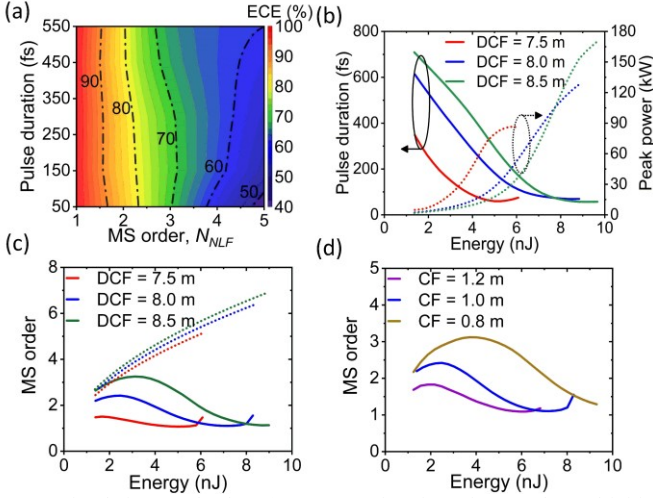 (a)
ECE (%)
Pulse duration (fs)
550
450
350
250
150
50
90
80
70
60
50
1 2 3 4 5
MS order, N_NLF
100
90
80
70
60
50
40
(b)
Pulse duration (fs)
800
600
400
200
0
DCF = 7.5 m
DCF = 8.0 m
DCF = 8.5 m
180
150
120
90
60
30
0
Peak power (kW)
0 2 4 6 8 10
Energy (nJ)
(c)
MS order
8
6
4
2
0
DCF = 7.5 m
DCF = 8.0 m
DCF = 8.5 m
0 2 4 6 8 10
Energy (nJ)
(d)
MS order
5
4
3
2
1
0
CF = 1.2 m
CF = 1.0 m
CF = 0.8 m
0 1 2 3 4 5 6 7 8 9 10
Energy (nJ)